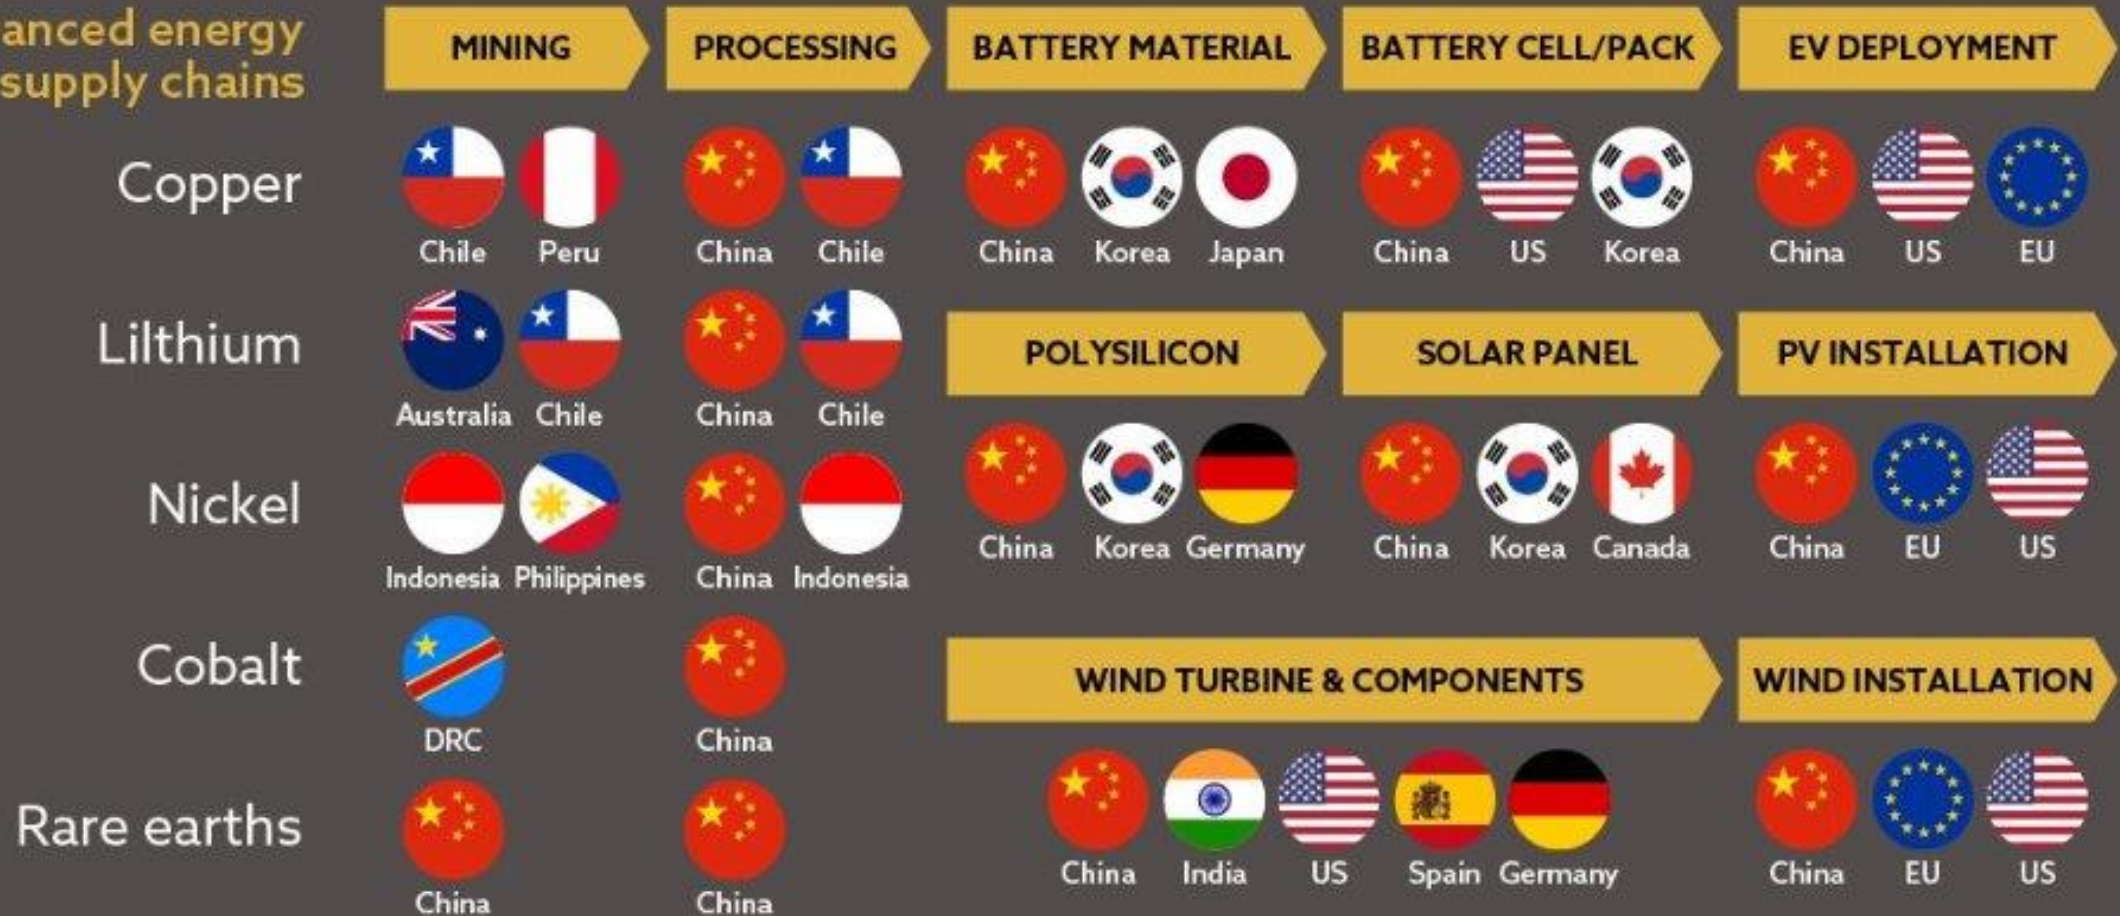 anced energy
supply chains
MINING
PROCESSING
BATTERY MATERIAL
BATTERY CELL/PACK
EV DEPLOYMENT
Copper
Chile Peru
China Chile
China Korea Japan
China US Korea
China US EU
Lilthium
Australia Chile
China Chile
POLYSILICON
SOLAR PANEL
PV INSTALLATION
Nickel
Indonesia Philippines
China Indonesia
China Korea Germany
China Korea Canada
China EU US
Cobalt
DRC
China
WIND TURBINE & COMPONENTS
WIND INSTALLATION
Rare earths
China
China
China India US Spain Germany
China EU US